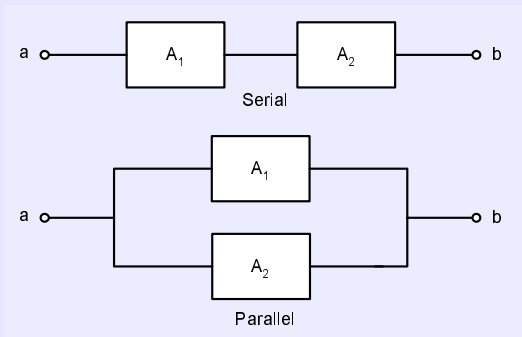 a A₁ A₂ b
Serial
A₁
a b
A₂
Parallel